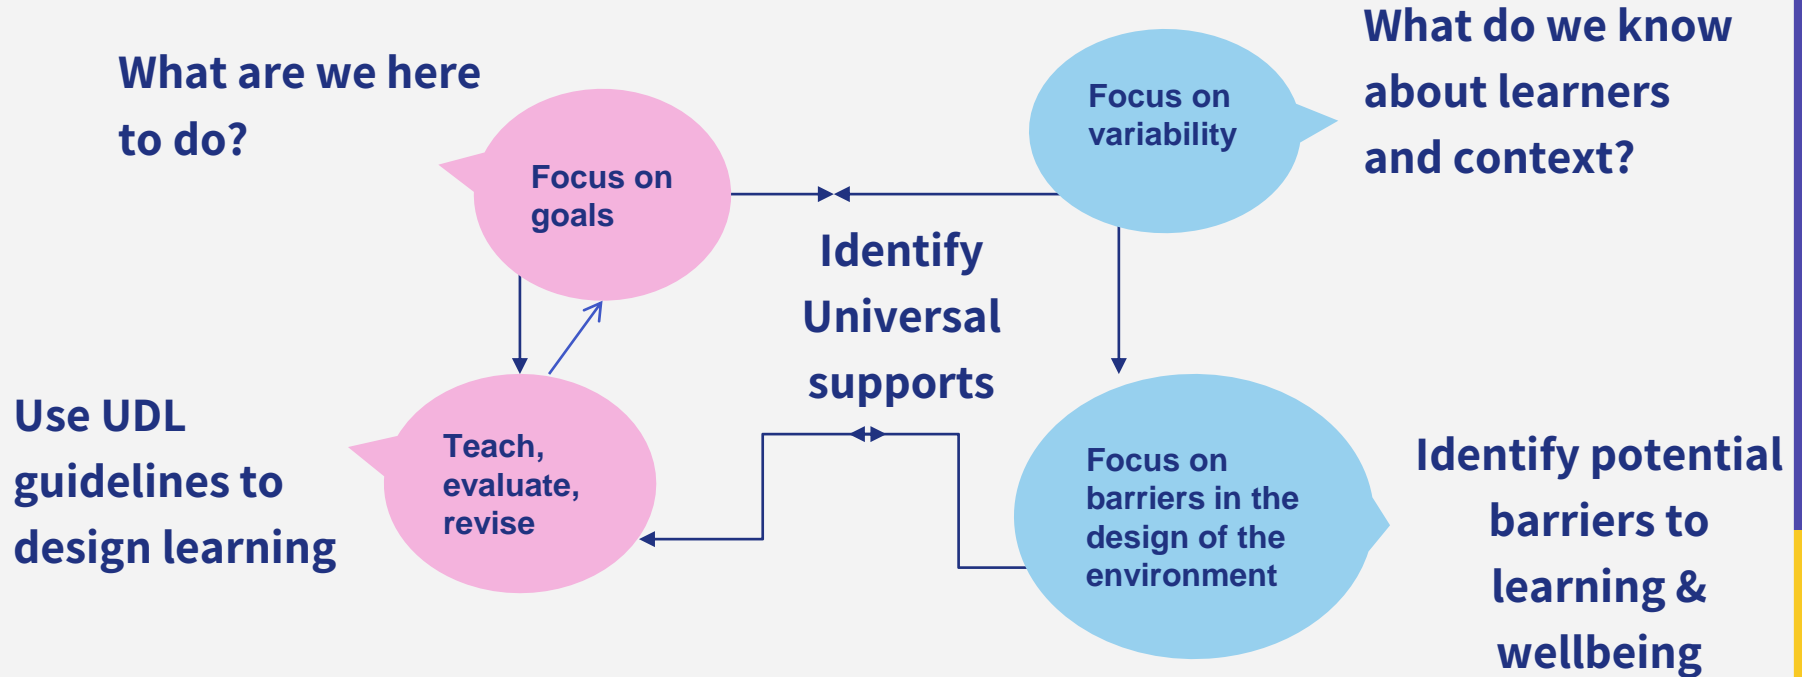 What are we here
to do?
Focus on
goals
Focus on
variability
What do we know
about learners
and context?
Identify
Universal
supports
Use UDL
guidelines to
design learning
Teach,
evaluate,
revise
Focus on
barriers in the
design of the
environment
Identify potential
barriers to
learning &
wellbeing